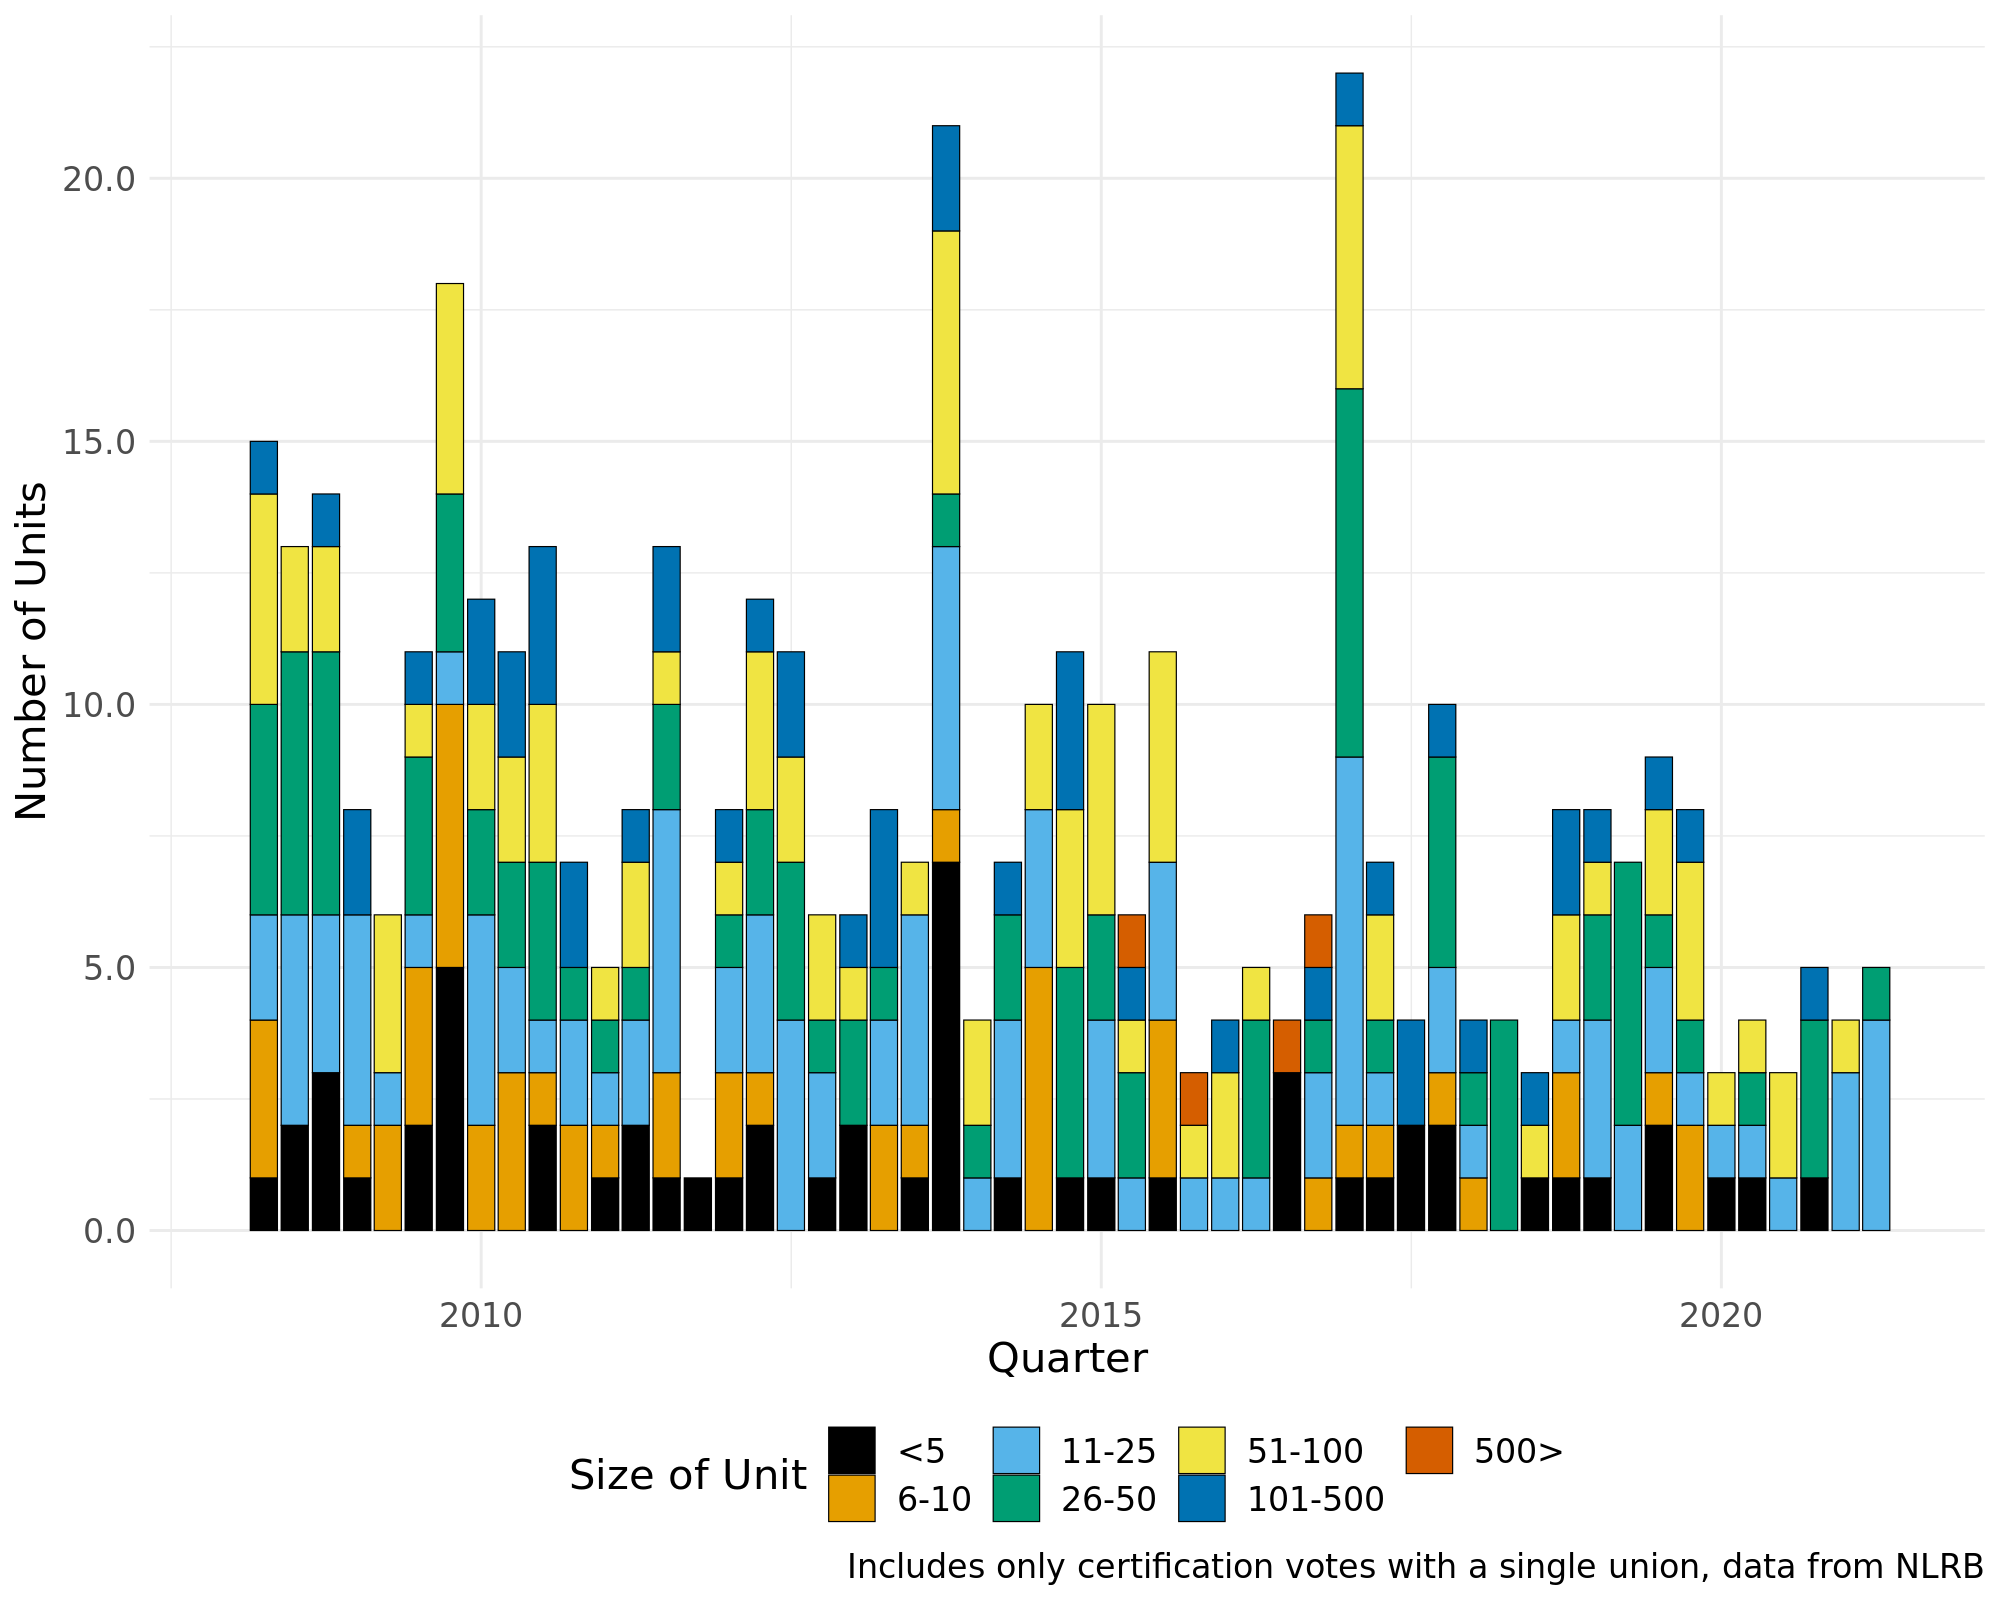 Number of Units
20.0
15.0
10.0
5.0
0.0
2010 2015 2020
Quarter
Size of Unit
<5 11-25 51-100 500>
6-10 26-50 101-500
Includes only certification votes with a single union, data from NLRB